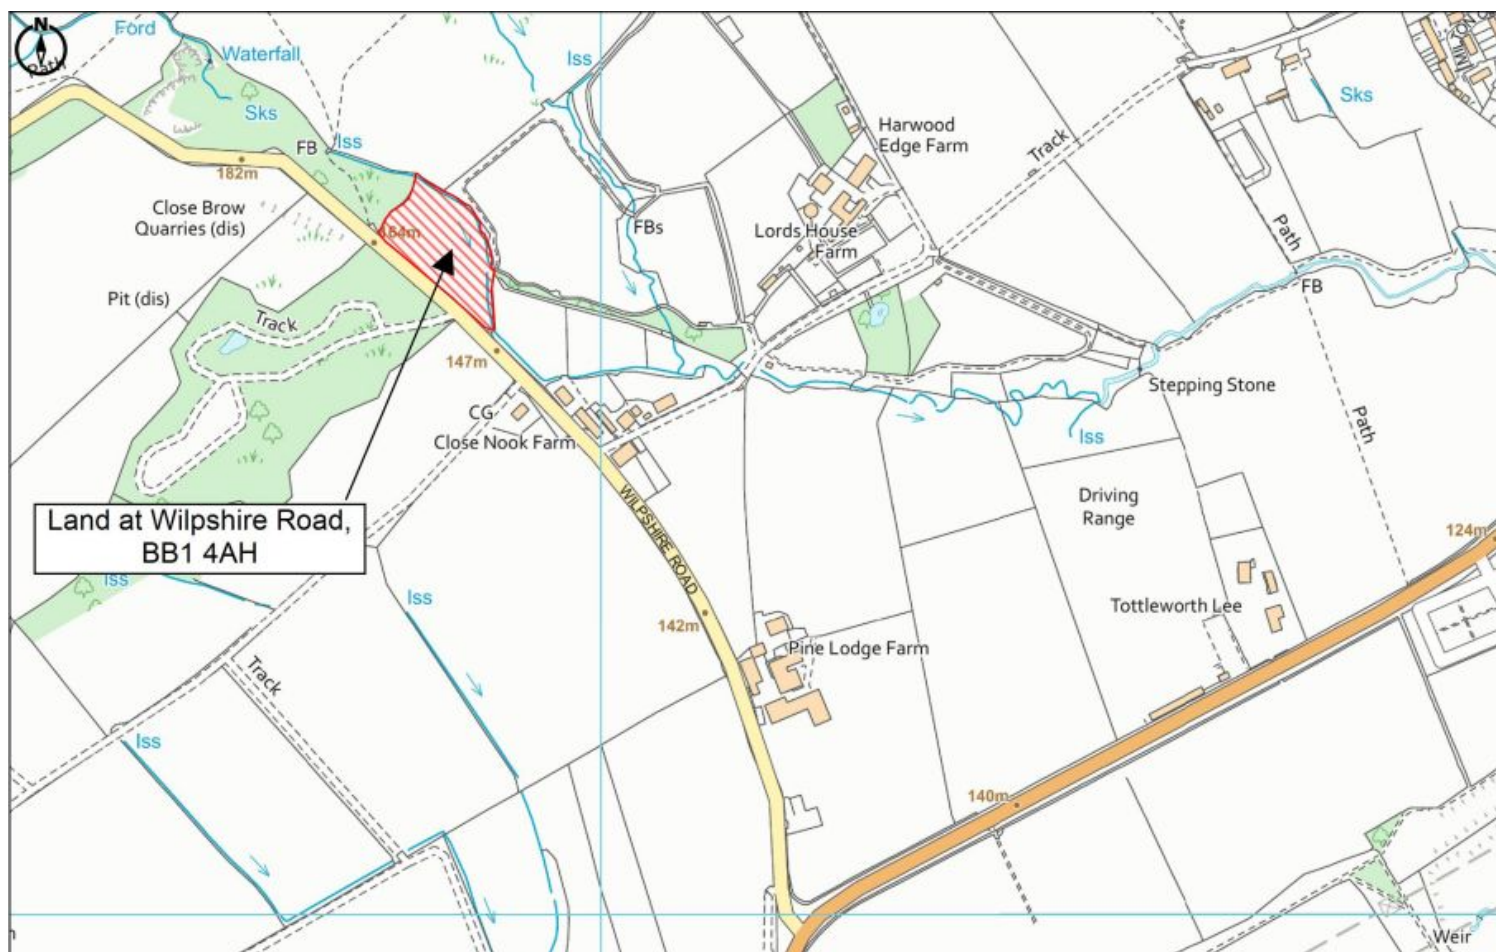 N
Ford
Waterfall
Path
Sks
Iss
FB
Iss
182m
Close Brow
Quarries (dis)
164m
Pit (dis)
Track
147m
CG
Close Nook Farm
Land at Wilpshire Road,
BB1 4AH
Iss
Iss
Track
Iss
WILPSHIRE ROAD
142m
Pine Lodge Farm
FBs
Harwood
Edge Farm
Lords House
Farm
Track
Sks
Path
FB
Stepping Stone
Path
Iss
Driving
Range
124m
Tottleworth Lee
140m
Weir